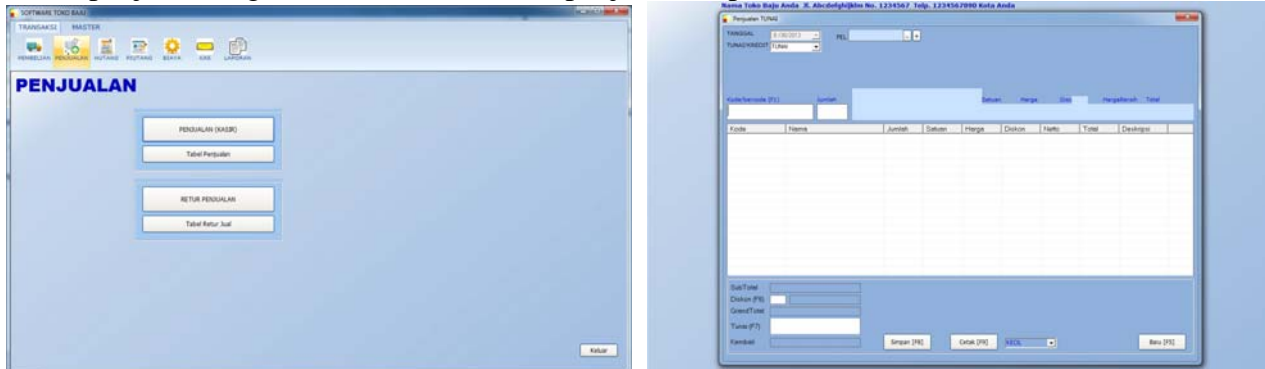 SOFTWARE TOKO BAJU
TRANSAKSI MASTER
PEMBELIAN PENJUALAN HUTANG PIUTANG BIAYA KAS LAPORAN
PENJUALAN
PENJUALAN (KASIR)
Tabel Penjualan
RETUR PENJUALAN
Tabel Retur Jual
Keluar
Nama Toko Baju Anda Jl. Abcdefghijklm No. 1234567 Telp. 1234567890 Kota Anda
Penjualan TUNAI
TANGGAL PEL
TUNAI/KREDIT TUNAI
Kode/barcode (F1) Jumlah Satuan Harga Disc HargaBersih Total
Kode Nama Jumlah Satuan Harga Diskon Netto Total Deskripsi
SubTotal
Diskon (F6)
GrandTotal
Tunai (F7)
Kembali
Simpan [F8] Cetak [F9] KECIL Baru [F5]